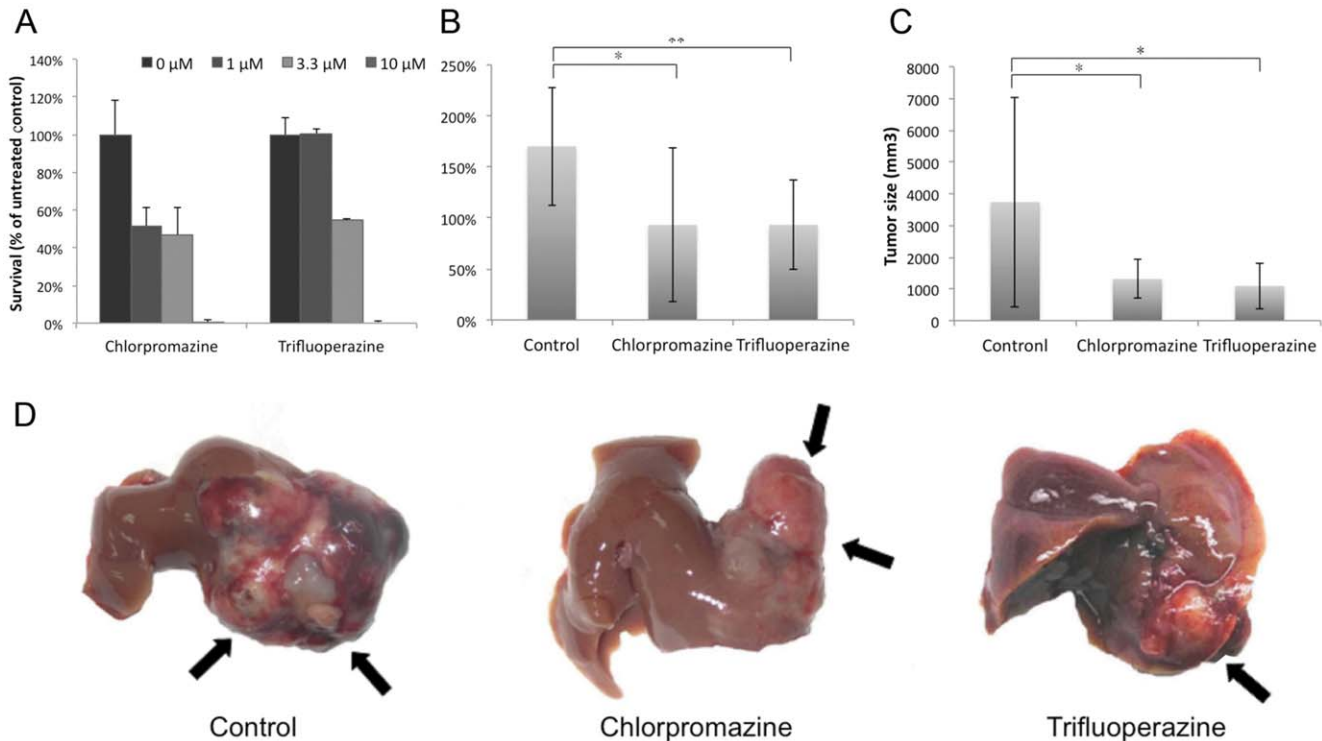 A
0 μM 1 μM 3.3 μM 10 μM
Survival (% of untreated control)
140%
120%
100%
80%
60%
40%
20%
0%
Chlorpromazine Trifluoperazine
B
**
*
250%
200%
150%
100%
50%
0%
Control Chlorpromazine Trifluoperazine
C
*
*
Tumor size (mm3)
8000
7000
6000
5000
4000
3000
2000
1000
0
Contronl Chlorpromazine Trifluoperazine
D
Control Chlorpromazine Trifluoperazine